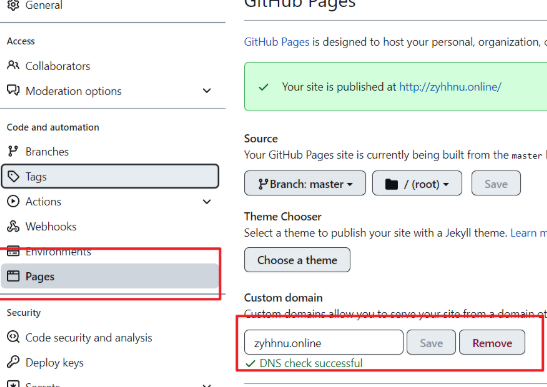 General
Access
Collaborators
Moderation options
Code and automation
Branches
Tags
Actions
Webhooks
Environments
Pages
Security
Code security and analysis
Deploy keys
Secrets
GitHub Pages
GitHub Pages is designed to host your personal, organization,
Your site is published at http://zyhhnu.online/
Source
Your GitHub Pages site is currently being built from the master
Branch: master
/ (root)
Save
Theme Chooser
Select a theme to publish your site with a Jekyll theme. Learn m
Choose a theme
Custom domain
Custom domains allow you to serve your site from a domain ot
zyhhnu.online
Save
Remove
DNS check successful